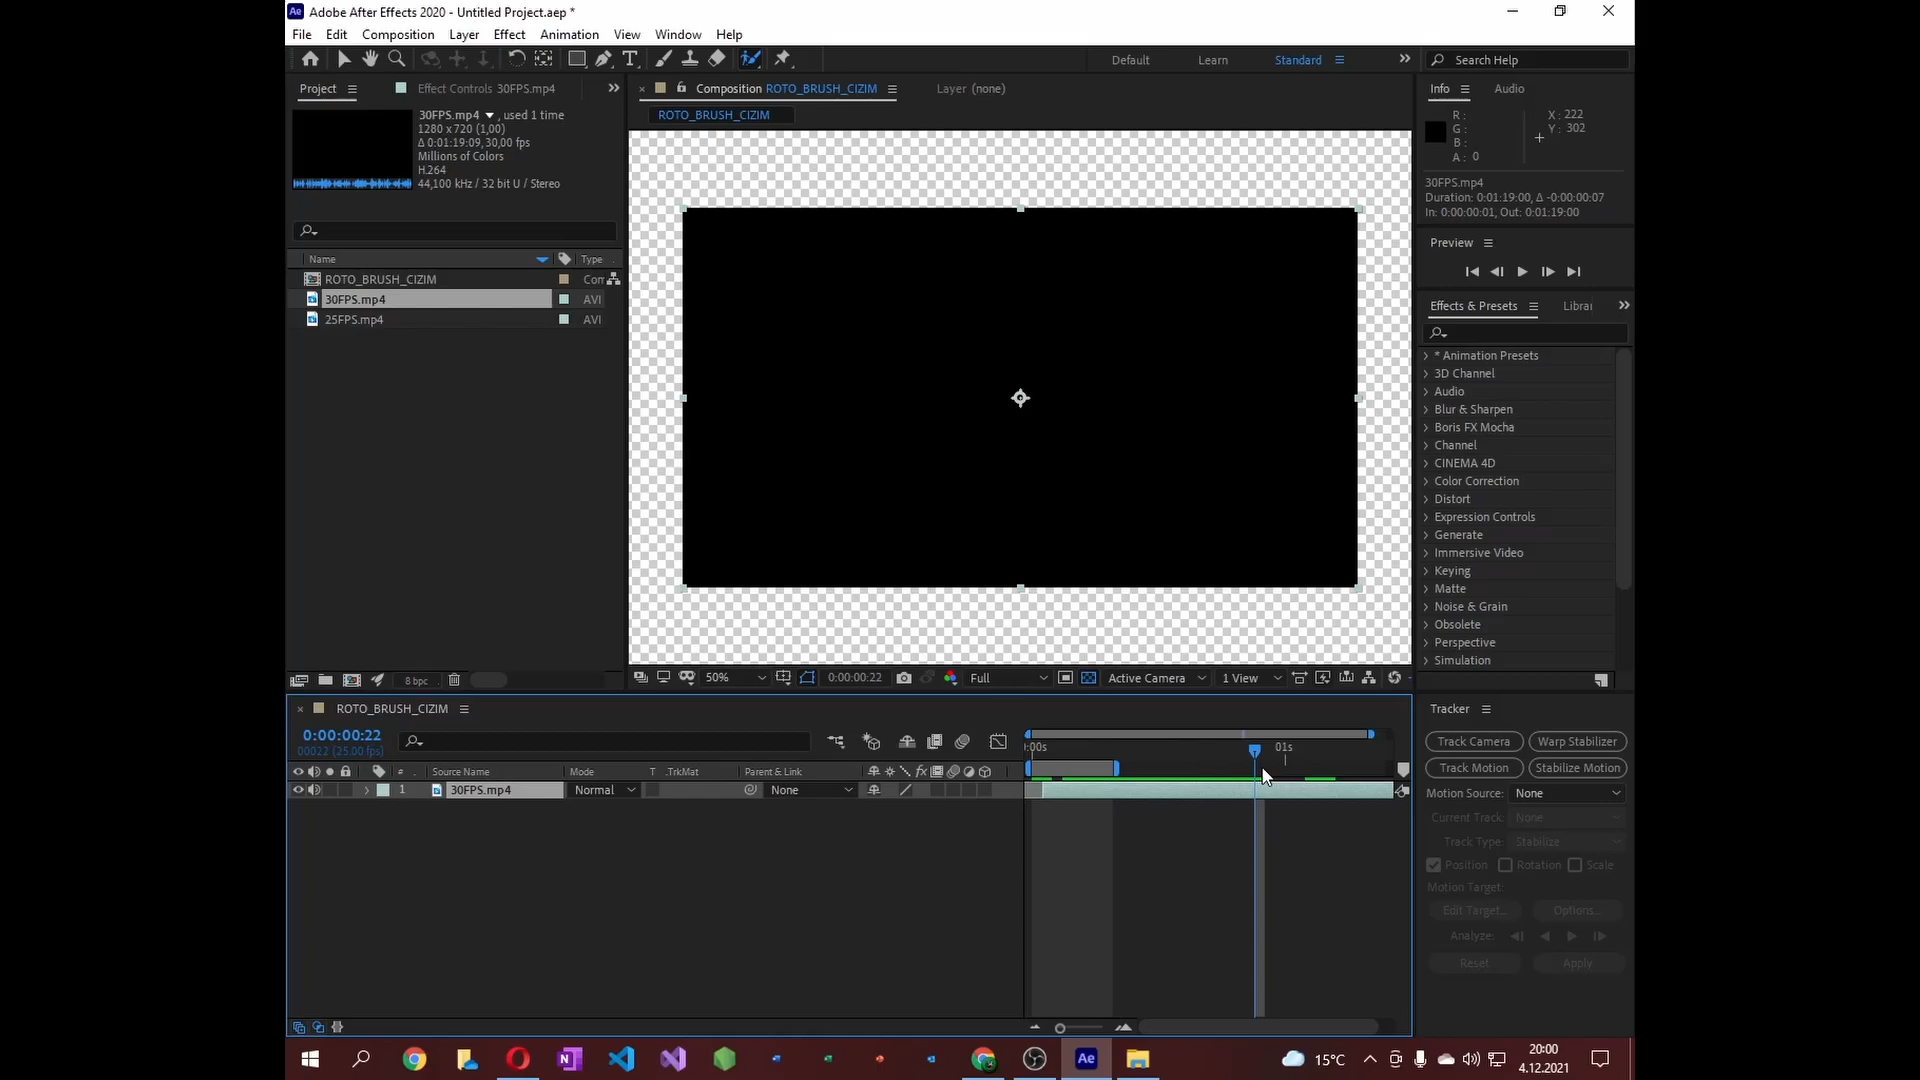 Adobe After Effects 2020 - Untitled Project.aep *
File Edit Composition Layer Effect Animation View Window Help
Default Learn Standard Search Help
Project Effect Controls 30FPS.mp4
Composition ROTO_BRUSH_CIZIM Layer (none)
ROTO_BRUSH_CIZIM
30FPS.mp4 , used 1 time
1280 x 720 (1,00)
Δ 0:01:19:09, 30,00 fps
Millions of Colors
H.264
44,100 kHz / 32 bit U / Stereo
Name Type
ROTO_BRUSH_CIZIM
30FPS.mp4 AVI
25FPS.mp4 AVI
8 bpc
50% 0:00:00:22 Full Active Camera 1 View
Info Audio
R :
G :
B :
A : 0
X : 222
Y : 302
30FPS.mp4
Duration: 0:01:19:00, Δ -0:00:00:07
In: 0:00:00:01, Out: 0:01:19:00
Preview
Effects & Presets Librar
* Animation Presets
3D Channel
Audio
Blur & Sharpen
Boris FX Mocha
Channel
CINEMA 4D
Color Correction
Distort
Expression Controls
Generate
Immersive Video
Keying
Matte
Noise & Grain
Obsolete
Perspective
Simulation
ROTO_BRUSH_CIZIM
0:00:00:22
00022 (25.00 fps)
# Source Name Mode T .TrkMat Parent & Link
1 30FPS.mp4 Normal None
):00s 01s
Tracker
Track Camera Warp Stabilizer
Track Motion Stabilize Motion
Motion Source: None
Current Track: None
Track Type: Stabilize
Position Rotation Scale
Motion Target
Edit Target... Options...
Analyze:
Reset Apply
15°C
20:00
4.12.2021